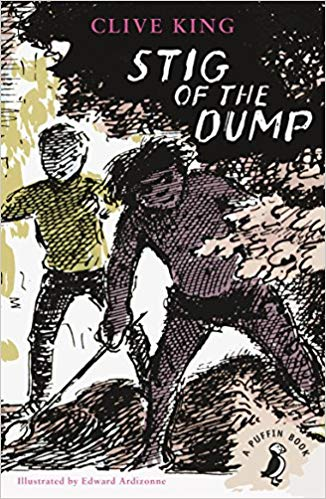 CLIVE KING
STIG
OF THE
DUMP
Illustrated by Edward Ardizonne
A PUFFIN BOOK